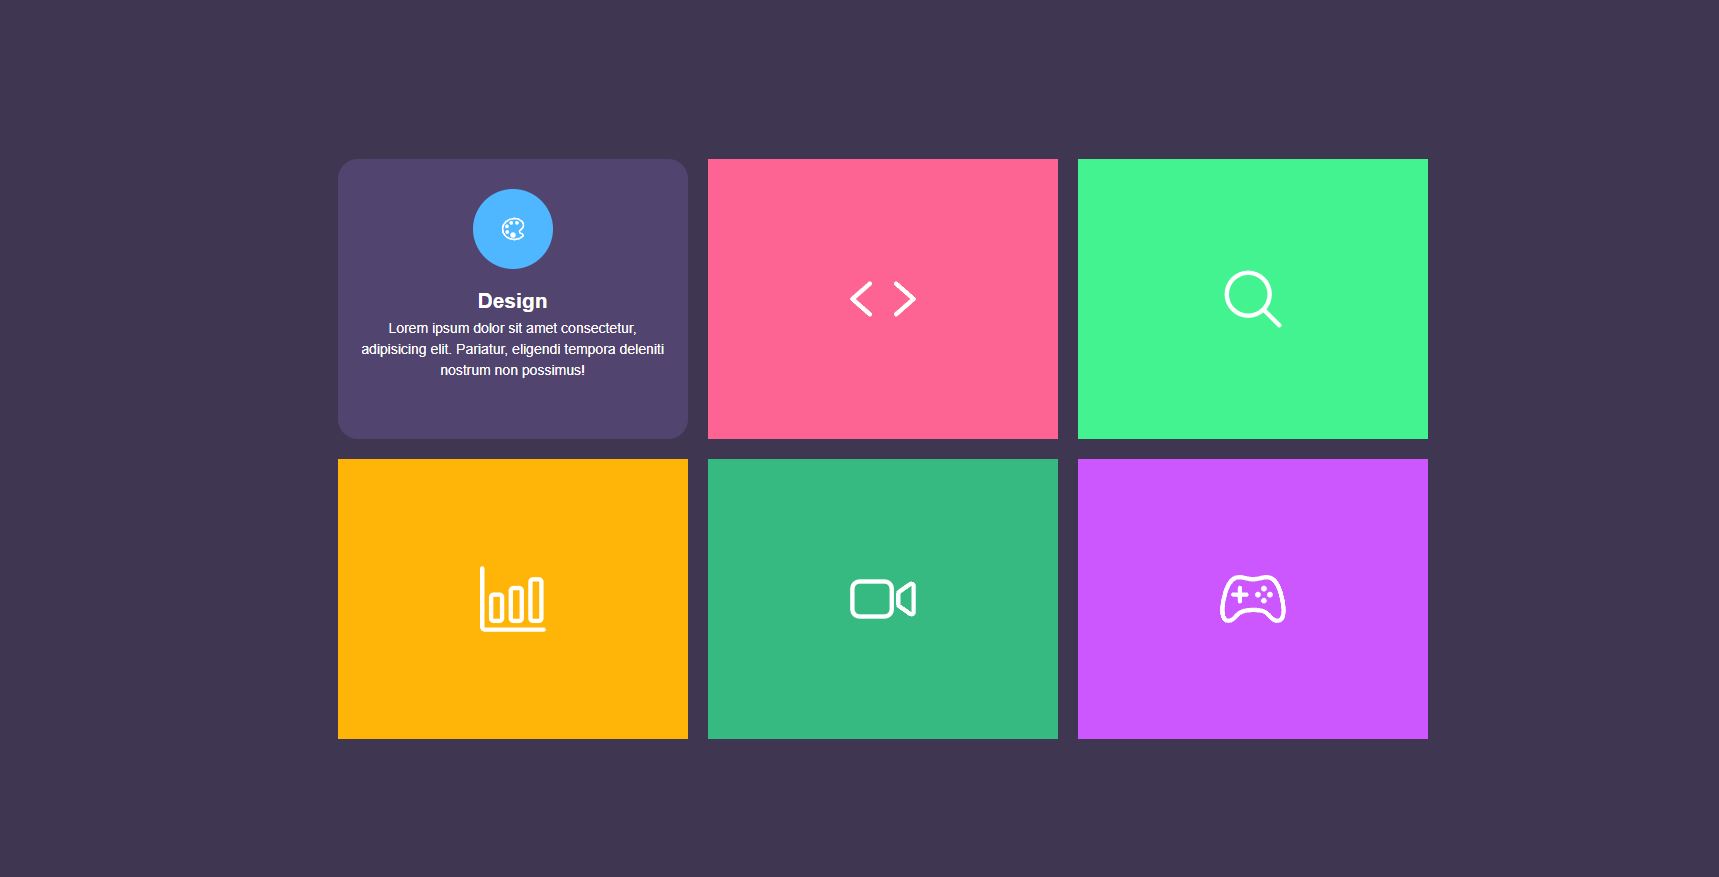 Design
Lorem ipsum dolor sit amet consectetur,
adipisicing elit. Pariatur, eligendi tempora deleniti
nostrum non possimus!